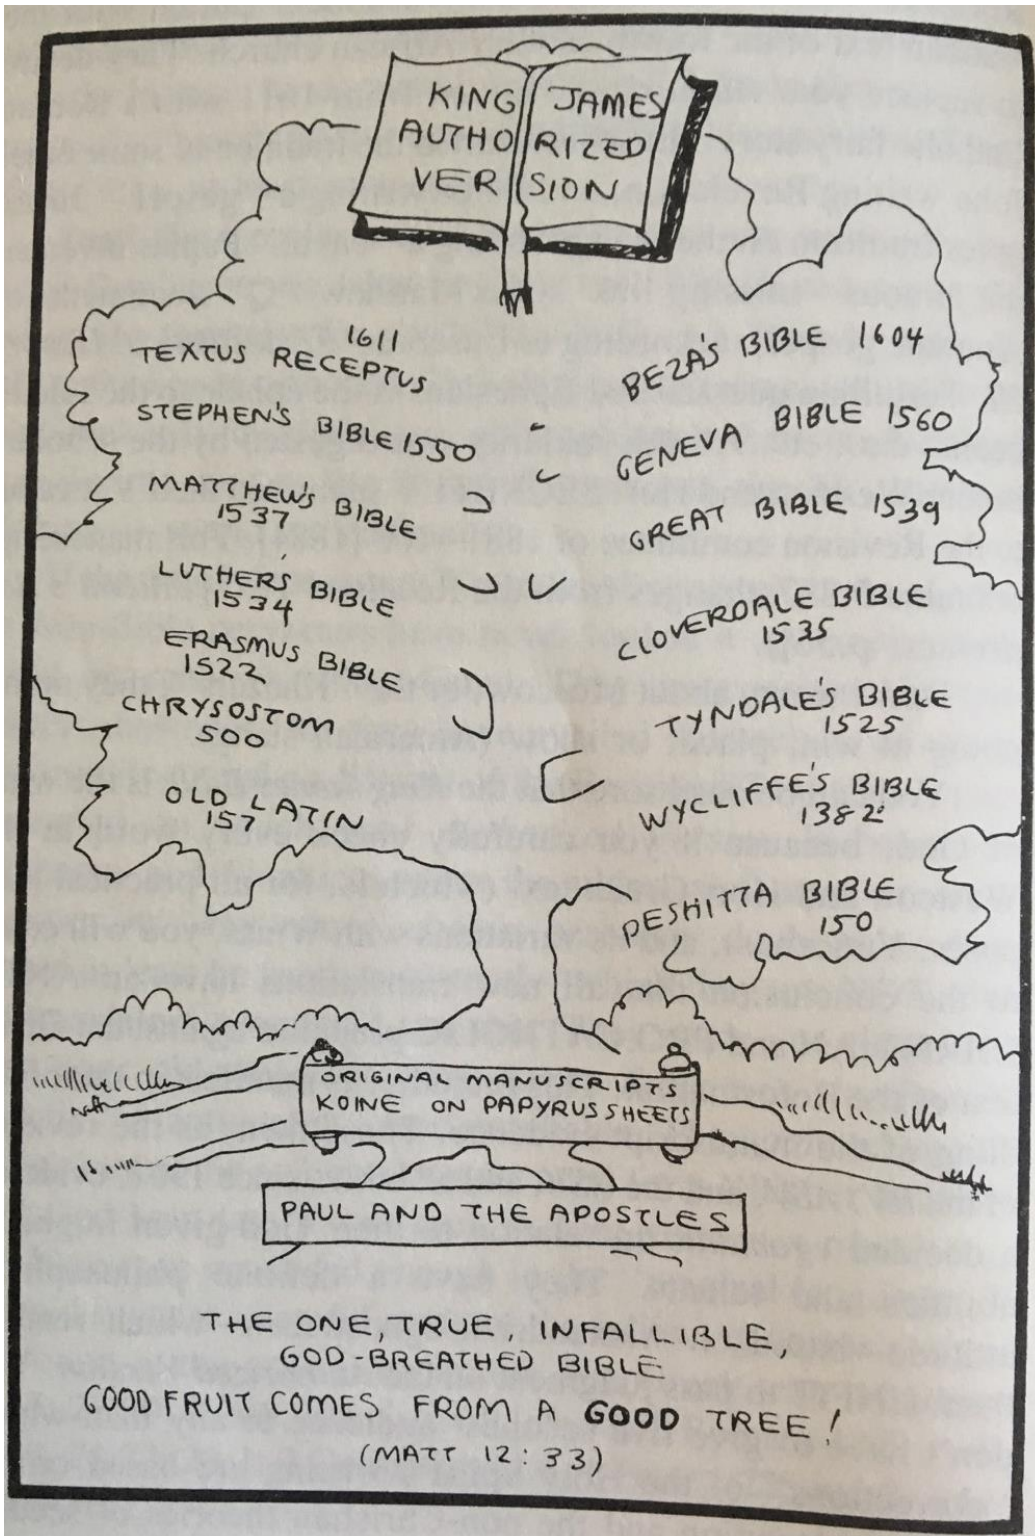 KING JAMES
AUTHORIZED
VERSION
1611
TEXTUS RECEPTUS
STEPHEN'S BIBLE 1550
MATTHEW'S BIBLE
1537
LUTHER'S BIBLE
1534
ERASMUS BIBLE
1522
CHRYSOSTOM
500
OLD LATIN
157
BEZA'S BIBLE 1604
GENEVA BIBLE 1560
GREAT BIBLE 1539
CLOVERDALE BIBLE
1535
TYNDALE'S BIBLE
1525
WYCLIFFE'S BIBLE
1382
PESHITTA BIBLE
150
ORIGINAL MANUSCRIPTS
KOINE ON PAPYRUS SHEETS
PAUL AND THE APOSTLES
THE ONE, TRUE, INFALLIBLE,
GOD-BREATHED BIBLE
GOOD FRUIT COMES FROM A GOOD TREE!
(MATT 12:33)